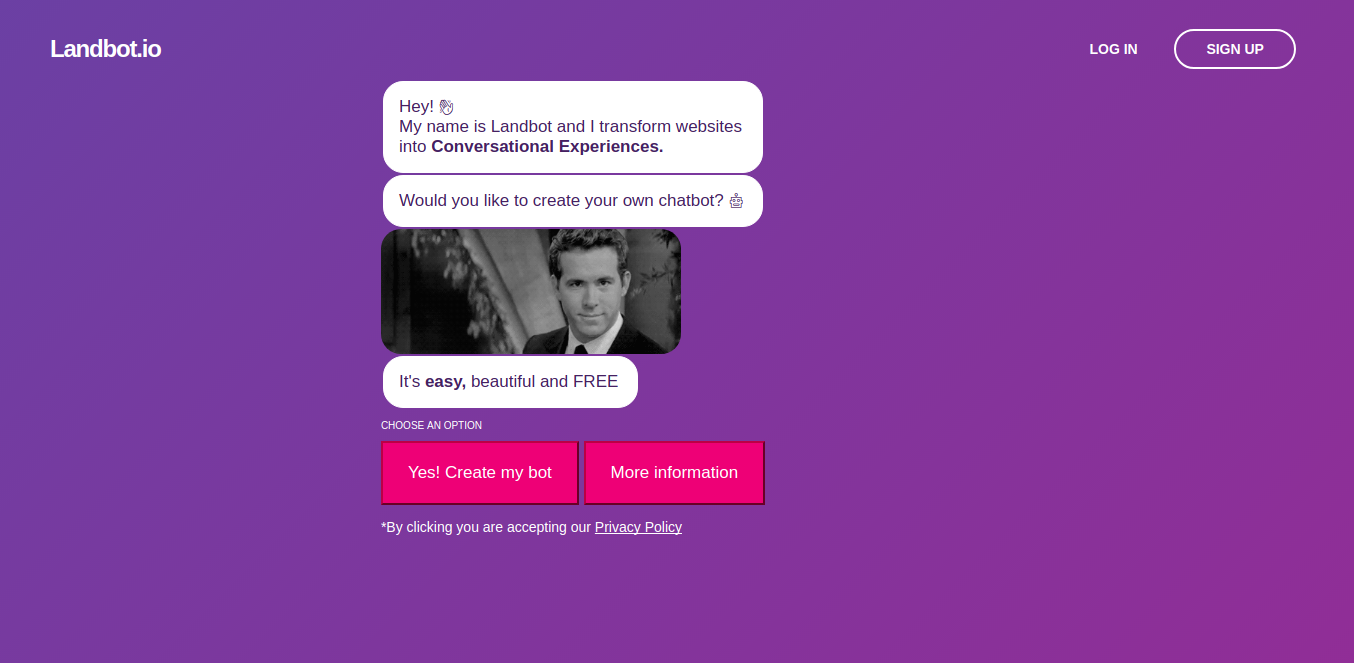 Landbot.io
LOG IN
SIGN UP
Hey! 👋
My name is Landbot and I transform websites
into Conversational Experiences.
Would you like to create your own chatbot? 🤖
It's easy, beautiful and FREE
CHOOSE AN OPTION
Yes! Create my bot
More information
*By clicking you are accepting our Privacy Policy